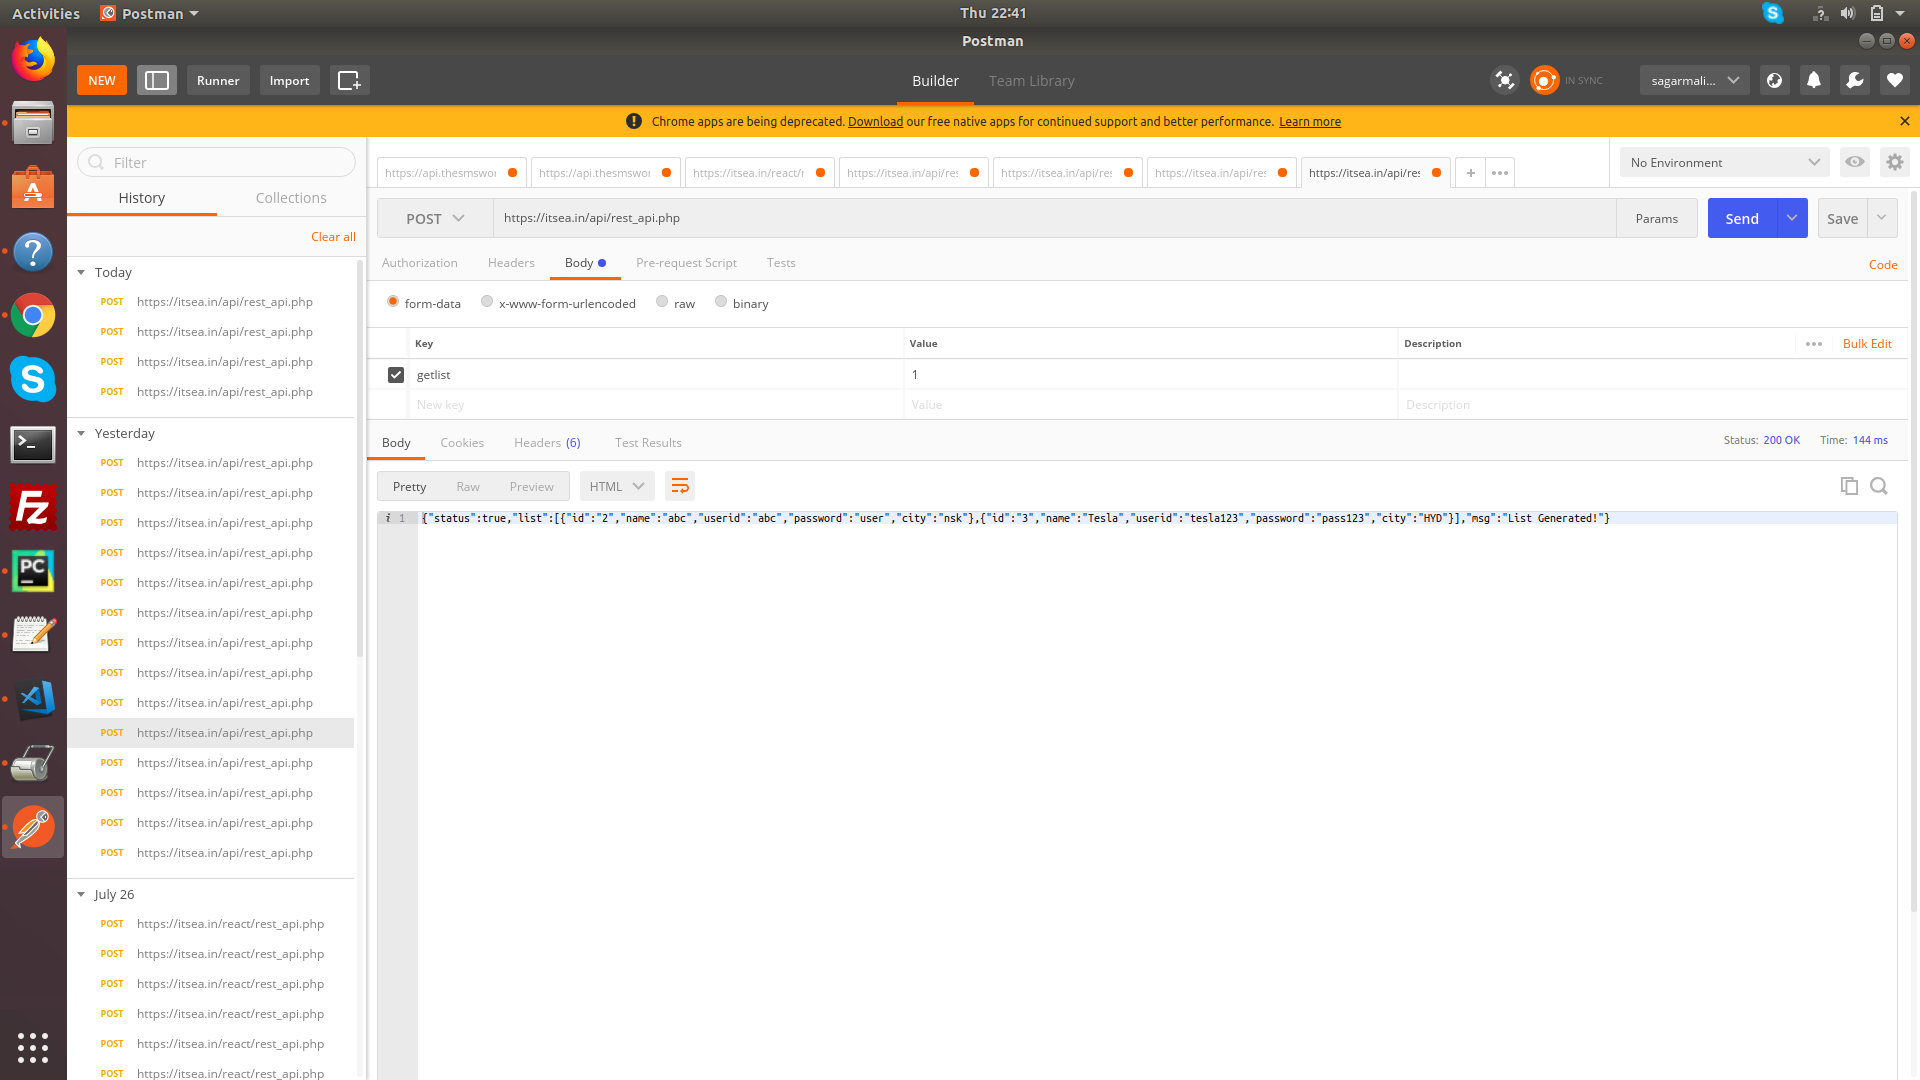 Activities
Postman
Thu 22:41
Postman
NEW
Runner
Import
Builder
Team Library
IN SYNC
sagarmali...
Chrome apps are being deprecated. Download our free native apps for continued support and better performance. Learn more
Filter
History
Collections
Clear all
Today
POST https://itsea.in/api/rest_api.php
POST https://itsea.in/api/rest_api.php
POST https://itsea.in/api/rest_api.php
POST https://itsea.in/api/rest_api.php
Yesterday
POST https://itsea.in/api/rest_api.php
POST https://itsea.in/api/rest_api.php
POST https://itsea.in/api/rest_api.php
POST https://itsea.in/api/rest_api.php
POST https://itsea.in/api/rest_api.php
POST https://itsea.in/api/rest_api.php
POST https://itsea.in/api/rest_api.php
POST https://itsea.in/api/rest_api.php
POST https://itsea.in/api/rest_api.php
POST https://itsea.in/api/rest_api.php
POST https://itsea.in/api/rest_api.php
POST https://itsea.in/api/rest_api.php
POST https://itsea.in/api/rest_api.php
POST https://itsea.in/api/rest_api.php
July 26
POST https://itsea.in/react/rest_api.php
POST https://itsea.in/react/rest_api.php
POST https://itsea.in/react/rest_api.php
POST https://itsea.in/react/rest_api.php
POST https://itsea.in/react/rest_api.php
POST https://itsea.in/react/rest_api.php
https://api.thesmswor
https://api.thesmswor
https://itsea.in/react/r
https://itsea.in/api/res
https://itsea.in/api/res
https://itsea.in/api/res
https://itsea.in/api/res
+
•••
No Environment
POST
https://itsea.in/api/rest_api.php
Params
Send
Save
Authorization
Headers
Body
Pre-request Script
Tests
Code
form-data
x-www-form-urlencoded
raw
binary
Key
Value
Description
•••
Bulk Edit
getlist
1
New key
Value
Description
Body
Cookies
Headers (6)
Test Results
Status: 200 OK
Time: 144 ms
Pretty
Raw
Preview
HTML
i 1 {"status":true,"list":[{"id":"2","name":"abc","userid":"abc","password":"user","city":"nsk"},{"id":"3","name":"Tesla","userid":"tesla123","password":"pass123","city":"HYD"}],"msg":"List Generated!"}